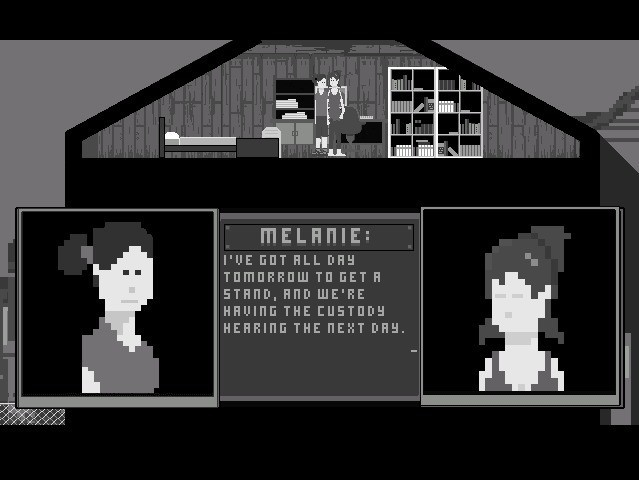 MELANIE:
I'VE GOT ALL DAY
TOMORROW TO GET A
STAND, AND WE'RE
HAVING THE CUSTODY
HEARING THE NEXT DAY.